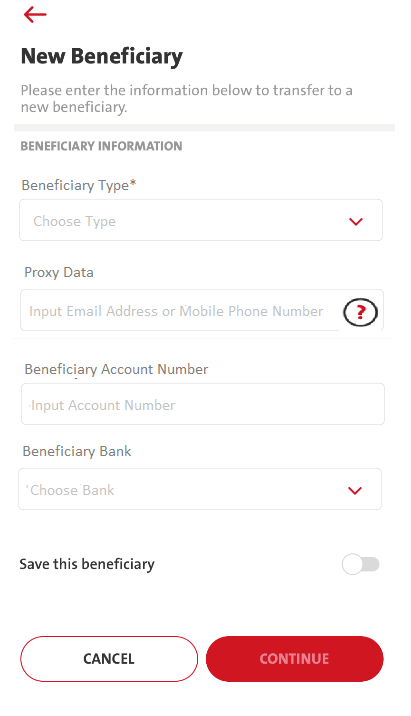 New Beneficiary
Please enter the information below to transfer to a
new beneficiary.
BENEFICIARY INFORMATION
Beneficiary Type*
Choose Type
Proxy Data
Input Email Address or Mobile Phone Number
?
Beneficiary Account Number
Input Account Number
Beneficiary Bank
Choose Bank
Save this beneficiary
CANCEL
CONTINUE